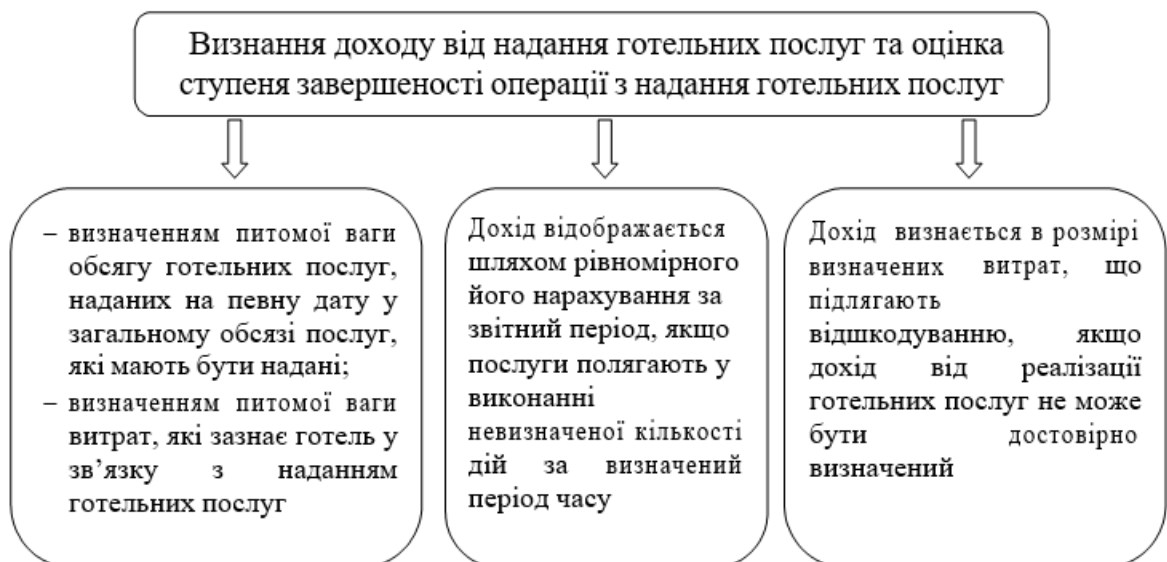 Визнання доходу від надання готельних послуг та оцінка
ступеня завершеності операції з надання готельних послуг
– визначенням питомої ваги
обсягу готельних послуг,
наданих на певну дату у
загальному обсязі послуг,
які мають бути надані;
– визначенням питомої ваги
витрат, які зазнає готель у
зв’язку з наданням
готельних послуг
Дохід відображається
шляхом рівномірного
його нарахування за
звітний період, якщо
послуги полягають у
виконанні
невизначеної кількості
дій за визначений
період часу
Дохід визнається в розмірі
визначених витрат, що
підлягають
відшкодуванню, якщо
дохід від реалізації
готельних послуг не може
бути достовірно
визначений